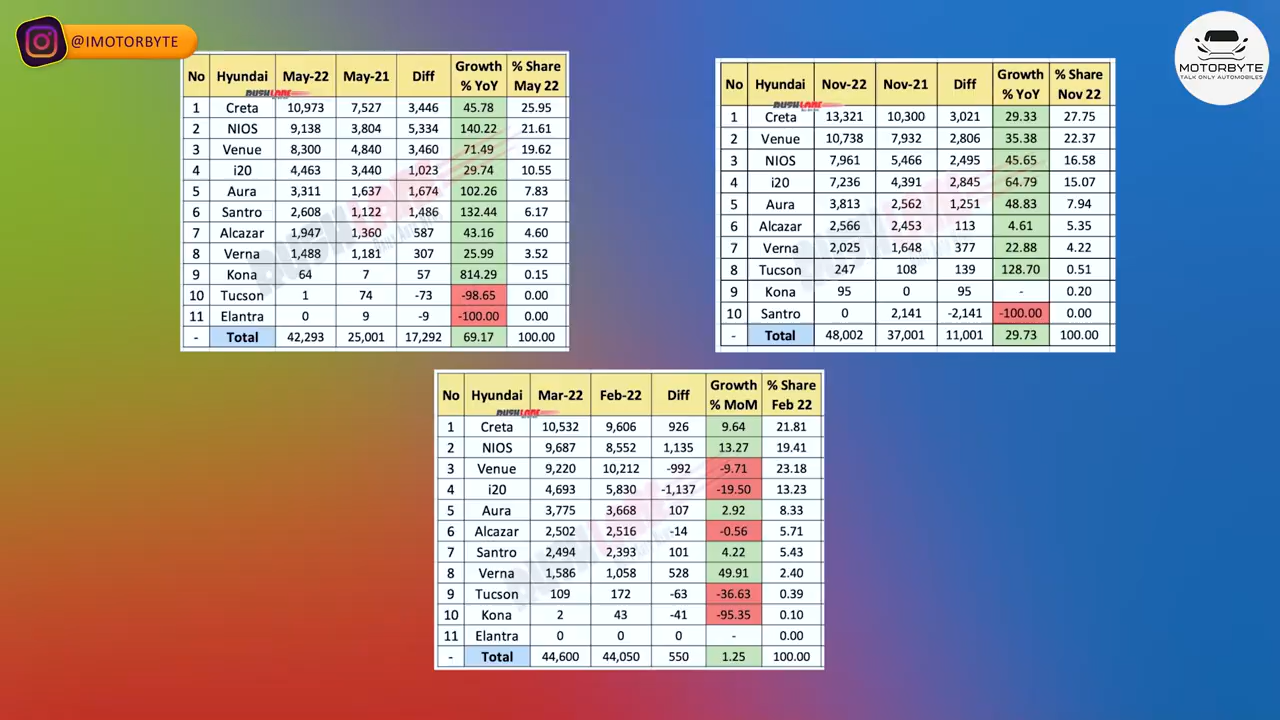 @IMOTORBYTE
MOTORBYTE
TALK ONLY AUTOMOBILES
No Hyundai May-22 May-21 Diff Growth % YoY % Share May 22
RUSHLANE
1 Creta 10,973 7,527 3,446 45.78 25.95
2 NIOS 9,138 3,804 5,334 140.22 21.61
3 Venue 8,300 4,840 3,460 71.49 19.62
4 i20 4,463 3,440 1,023 29.74 10.55
5 Aura 3,311 1,637 1,674 102.26 7.83
6 Santro 2,608 1,122 1,486 132.44 6.17
7 Alcazar 1,947 1,360 587 43.16 4.60
8 Verna 1,488 1,181 307 25.99 3.52
9 Kona 64 7 57 814.29 0.15
10 Tucson 1 74 -73 -98.65 0.00
11 Elantra 0 9 -9 -100.00 0.00
- Total 42,293 25,001 17,292 69.17 100.00
No Hyundai Nov-22 Nov-21 Diff Growth % YoY % Share Nov 22
RUSHLANE
1 Creta 13,321 10,300 3,021 29.33 27.75
2 Venue 10,738 7,932 2,806 35.38 22.37
3 NIOS 7,961 5,466 2,495 45.65 16.58
4 i20 7,236 4,391 2,845 64.79 15.07
5 Aura 3,813 2,562 1,251 48.83 7.94
6 Alcazar 2,566 2,453 113 4.61 5.35
7 Verna 2,025 1,648 377 22.88 4.22
8 Tucson 247 108 139 128.70 0.51
9 Kona 95 0 95 - 0.20
10 Santro 0 2,141 -2,141 -100.00 0.00
- Total 48,002 37,001 11,001 29.73 100.00
No Hyundai Mar-22 Feb-22 Diff Growth % MoM % Share Feb 22
RUSHLANE
1 Creta 10,532 9,606 926 9.64 21.81
2 NIOS 9,687 8,552 1,135 13.27 19.41
3 Venue 9,220 10,212 -992 -9.71 23.18
4 i20 4,693 5,830 -1,137 -19.50 13.23
5 Aura 3,775 3,668 107 2.92 8.33
6 Alcazar 2,502 2,516 -14 -0.56 5.71
7 Santro 2,494 2,393 101 4.22 5.43
8 Verna 1,586 1,058 528 49.91 2.40
9 Tucson 109 172 -63 -36.63 0.39
10 Kona 2 43 -41 -95.35 0.10
11 Elantra 0 0 0 - 0.00
- Total 44,600 44,050 550 1.25 100.00